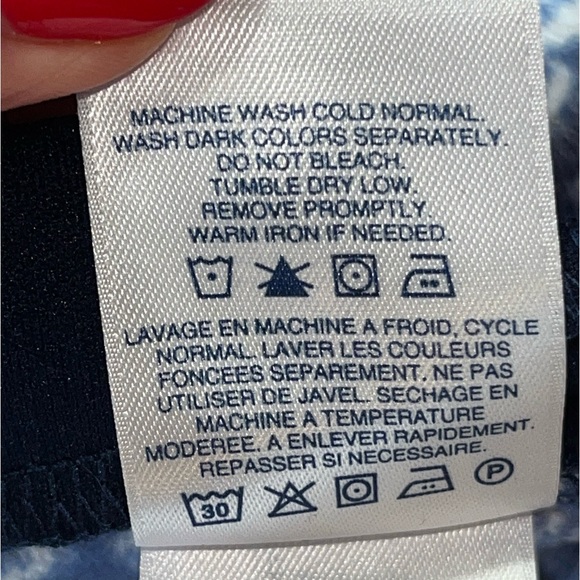 MACHINE WASH COLD NORMAL.
WASH DARK COLORS SEPARATELY.
DO NOT BLEACH.
TUMBLE DRY LOW.
REMOVE PROMPTLY.
WARM IRON IF NEEDED.
LAVAGE EN MACHINE A FROID, CYCLE
NORMAL. LAVER LES COULEURS
FONCEES SEPAREMENT. NE PAS
UTILISER DE JAVEL. SECHAGE EN
MACHINE A TEMPERATURE
MODEREE. A ENLEVER RAPIDEMENT.
REPASSER SI NECESSAIRE.
30 P